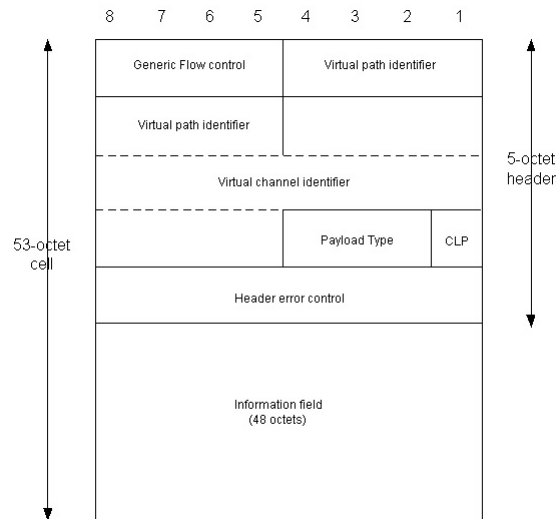 8 7 6 5 4 3 2 1
Generic Flow control
Virtual path identifier
Virtual path identifier
5-octet
header
Virtual channel identifier
53-octet
cell
Payload Type
CLP
Header error control
Information field
(48 octets)